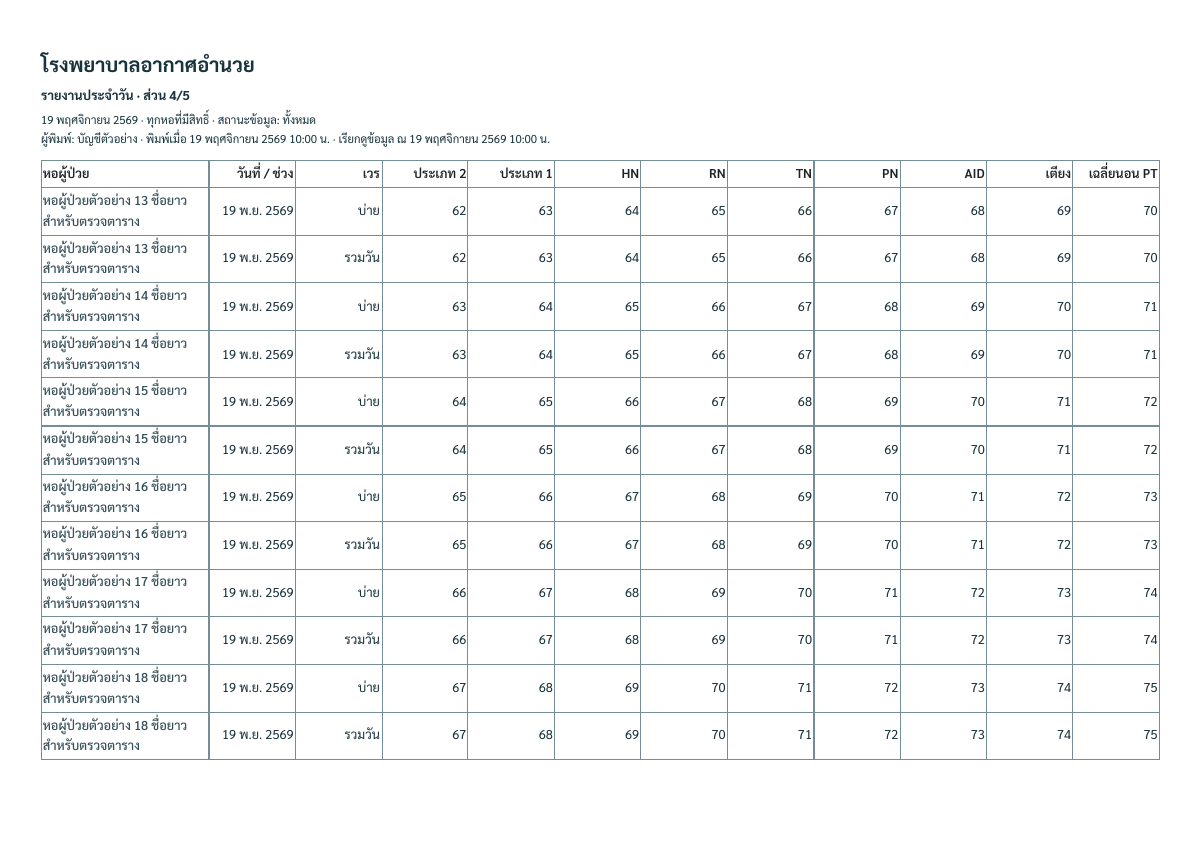 โรงพยาบาลอากาศอำนวย
รายงานประจำวัน · ส่วน 4/5
19 พฤศจิกายน 2569 · ทุกหอที่มีสิทธิ์ · สถานะข้อมูล: ทั้งหมด
ผู้พิมพ์: บัญชีตัวอย่าง · พิมพ์เมื่อ 19 พฤศจิกายน 2569 10:00 น. · เรียกดูข้อมูล ณ 19 พฤศจิกายน 2569 10:00 น.
หอผู้ป่วย วันที่ / ช่วง เวร ประเภท 2 ประเภท 1 HN RN TN PN AID เตียง เฉลี่ยนอน PT
หอผู้ป่วยตัวอย่าง 13 ชื่อยาว
สำหรับตรวจตาราง 19 พ.ย. 2569 บ่าย 62 63 64 65 66 67 68 69 70
หอผู้ป่วยตัวอย่าง 13 ชื่อยาว
สำหรับตรวจตาราง 19 พ.ย. 2569 รวมวัน 62 63 64 65 66 67 68 69 70
หอผู้ป่วยตัวอย่าง 14 ชื่อยาว
สำหรับตรวจตาราง 19 พ.ย. 2569 บ่าย 63 64 65 66 67 68 69 70 71
หอผู้ป่วยตัวอย่าง 14 ชื่อยาว
สำหรับตรวจตาราง 19 พ.ย. 2569 รวมวัน 63 64 65 66 67 68 69 70 71
หอผู้ป่วยตัวอย่าง 15 ชื่อยาว
สำหรับตรวจตาราง 19 พ.ย. 2569 บ่าย 64 65 66 67 68 69 70 71 72
หอผู้ป่วยตัวอย่าง 15 ชื่อยาว
สำหรับตรวจตาราง 19 พ.ย. 2569 รวมวัน 64 65 66 67 68 69 70 71 72
หอผู้ป่วยตัวอย่าง 16 ชื่อยาว
สำหรับตรวจตาราง 19 พ.ย. 2569 บ่าย 65 66 67 68 69 70 71 72 73
หอผู้ป่วยตัวอย่าง 16 ชื่อยาว
สำหรับตรวจตาราง 19 พ.ย. 2569 รวมวัน 65 66 67 68 69 70 71 72 73
หอผู้ป่วยตัวอย่าง 17 ชื่อยาว
สำหรับตรวจตาราง 19 พ.ย. 2569 บ่าย 66 67 68 69 70 71 72 73 74
หอผู้ป่วยตัวอย่าง 17 ชื่อยาว
สำหรับตรวจตาราง 19 พ.ย. 2569 รวมวัน 66 67 68 69 70 71 72 73 74
หอผู้ป่วยตัวอย่าง 18 ชื่อยาว
สำหรับตรวจตาราง 19 พ.ย. 2569 บ่าย 67 68 69 70 71 72 73 74 75
หอผู้ป่วยตัวอย่าง 18 ชื่อยาว
สำหรับตรวจตาราง 19 พ.ย. 2569 รวมวัน 67 68 69 70 71 72 73 74 75